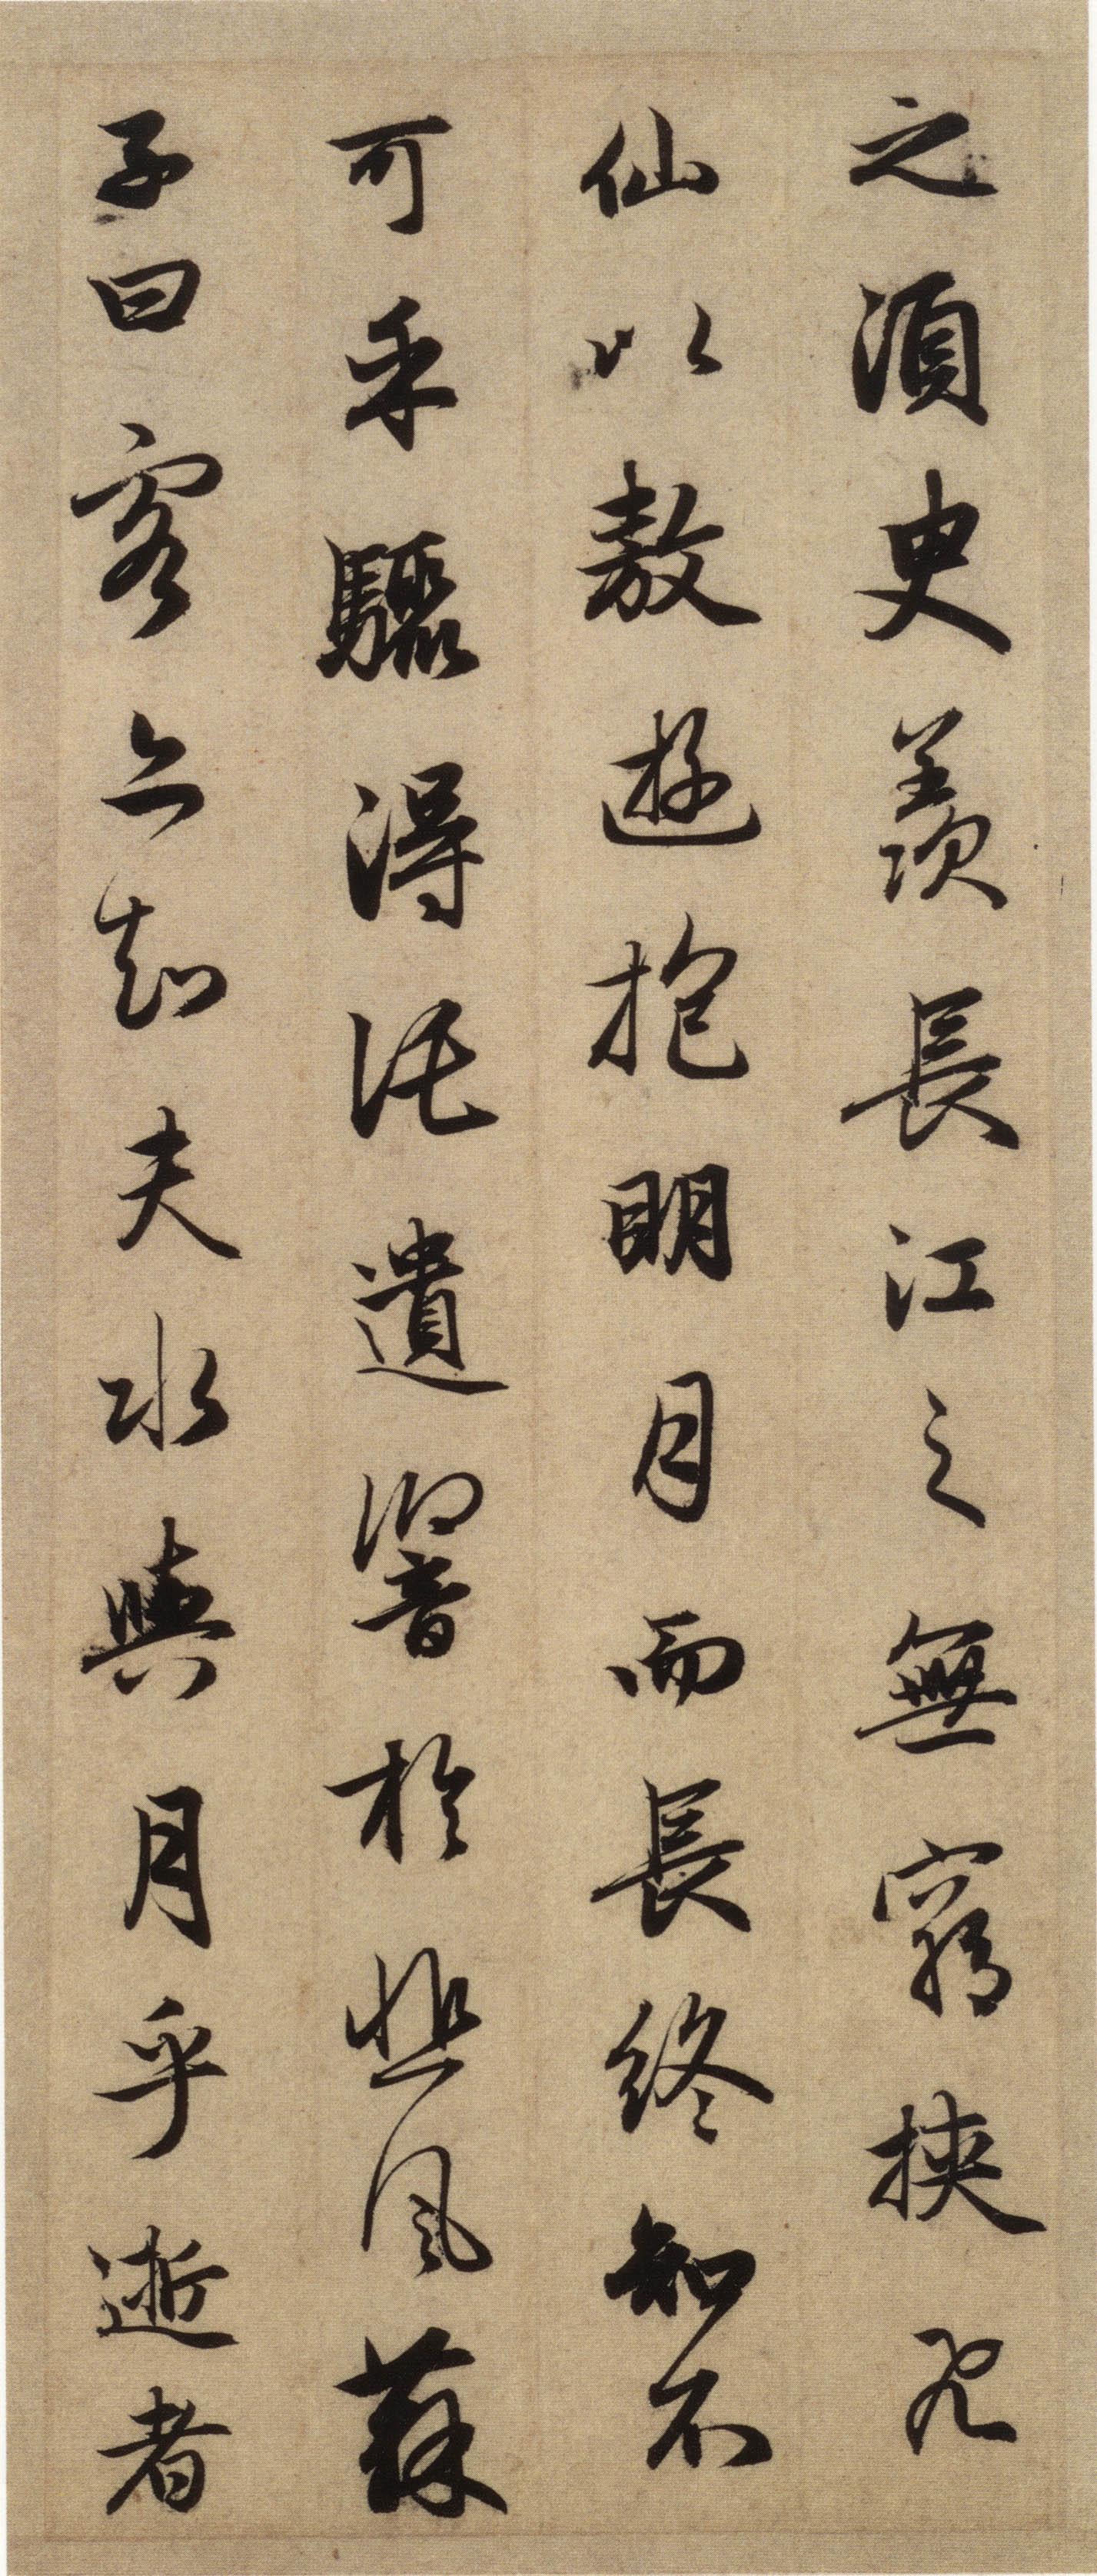 之須臾羨長江之無窮挾飛
仙以敖遊抱明月而長終知不
可乎驟得託遺響於悲風蘇
子曰客亦知夫水與月乎逝者